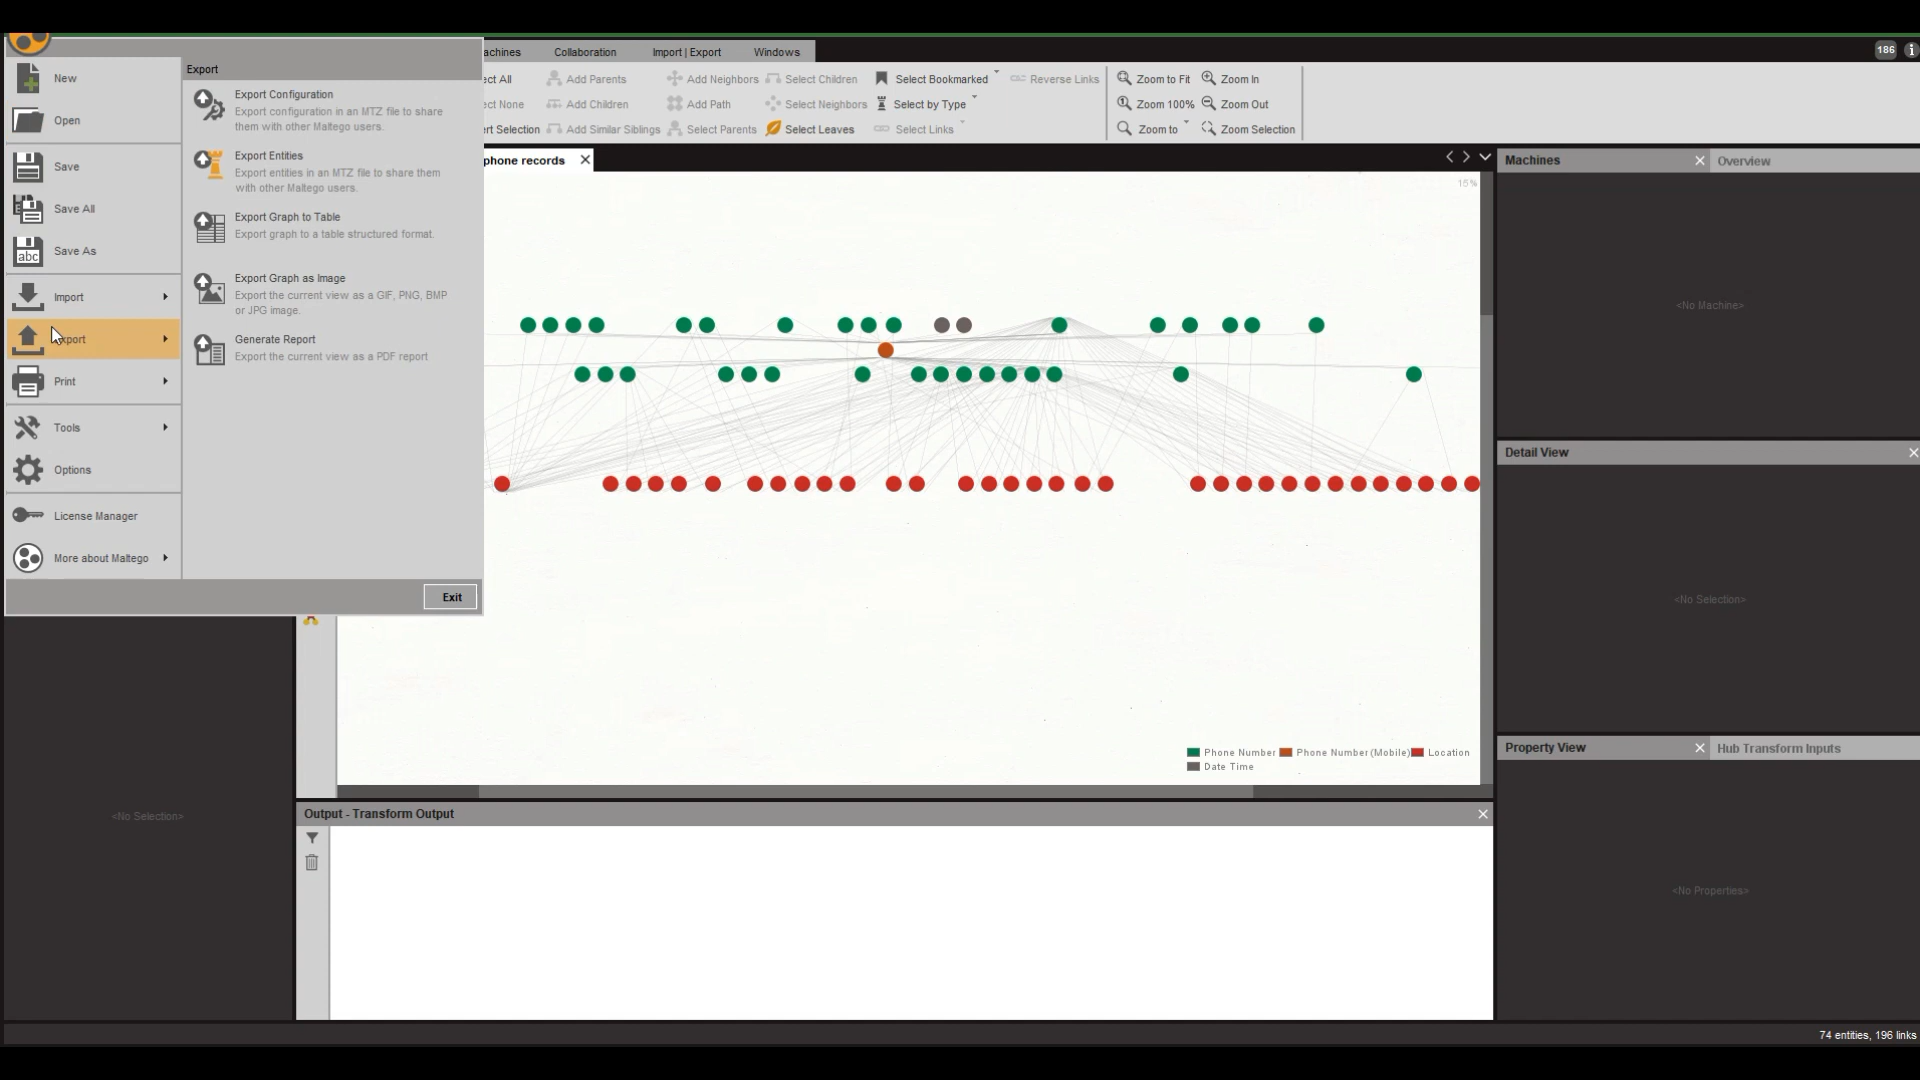 achines
Collaboration
Import | Export
Windows
186
New
Open
Save
Save All
Save As
Import
xport
Print
Tools
Options
License Manager
More about Maltego
Export
Export Configuration
Export configuration in an MTZ file to share
them with other Maltego users.
Export Entities
Export entities in an MTZ file to share them
with other Maltego users.
Export Graph to Table
Export graph to a table structured format.
Export Graph as Image
Export the current view as a GIF, PNG, BMP
or JPG image.
Generate Report
Export the current view as a PDF report
Exit
ect All
Add Parents
Add Neighbors
Select Children
Select Bookmarked
Reverse Links
Zoom to Fit
Zoom In
ect None
Add Children
Add Path
Select Neighbors
Select by Type
Zoom 100%
Zoom Out
ert Selection
Add Similar Siblings
Select Parents
Select Leaves
Select Links
Zoom to
Zoom Selection
phone records
15%
Phone Number
Phone Number (Mobile)
Location
Date Time
Machines
Overview
<No Machine>
Detail View
<No Selection>
Property View
Hub Transform Inputs
<No Properties>
<No Selection>
Output - Transform Output
74 entities, 196 links
abc